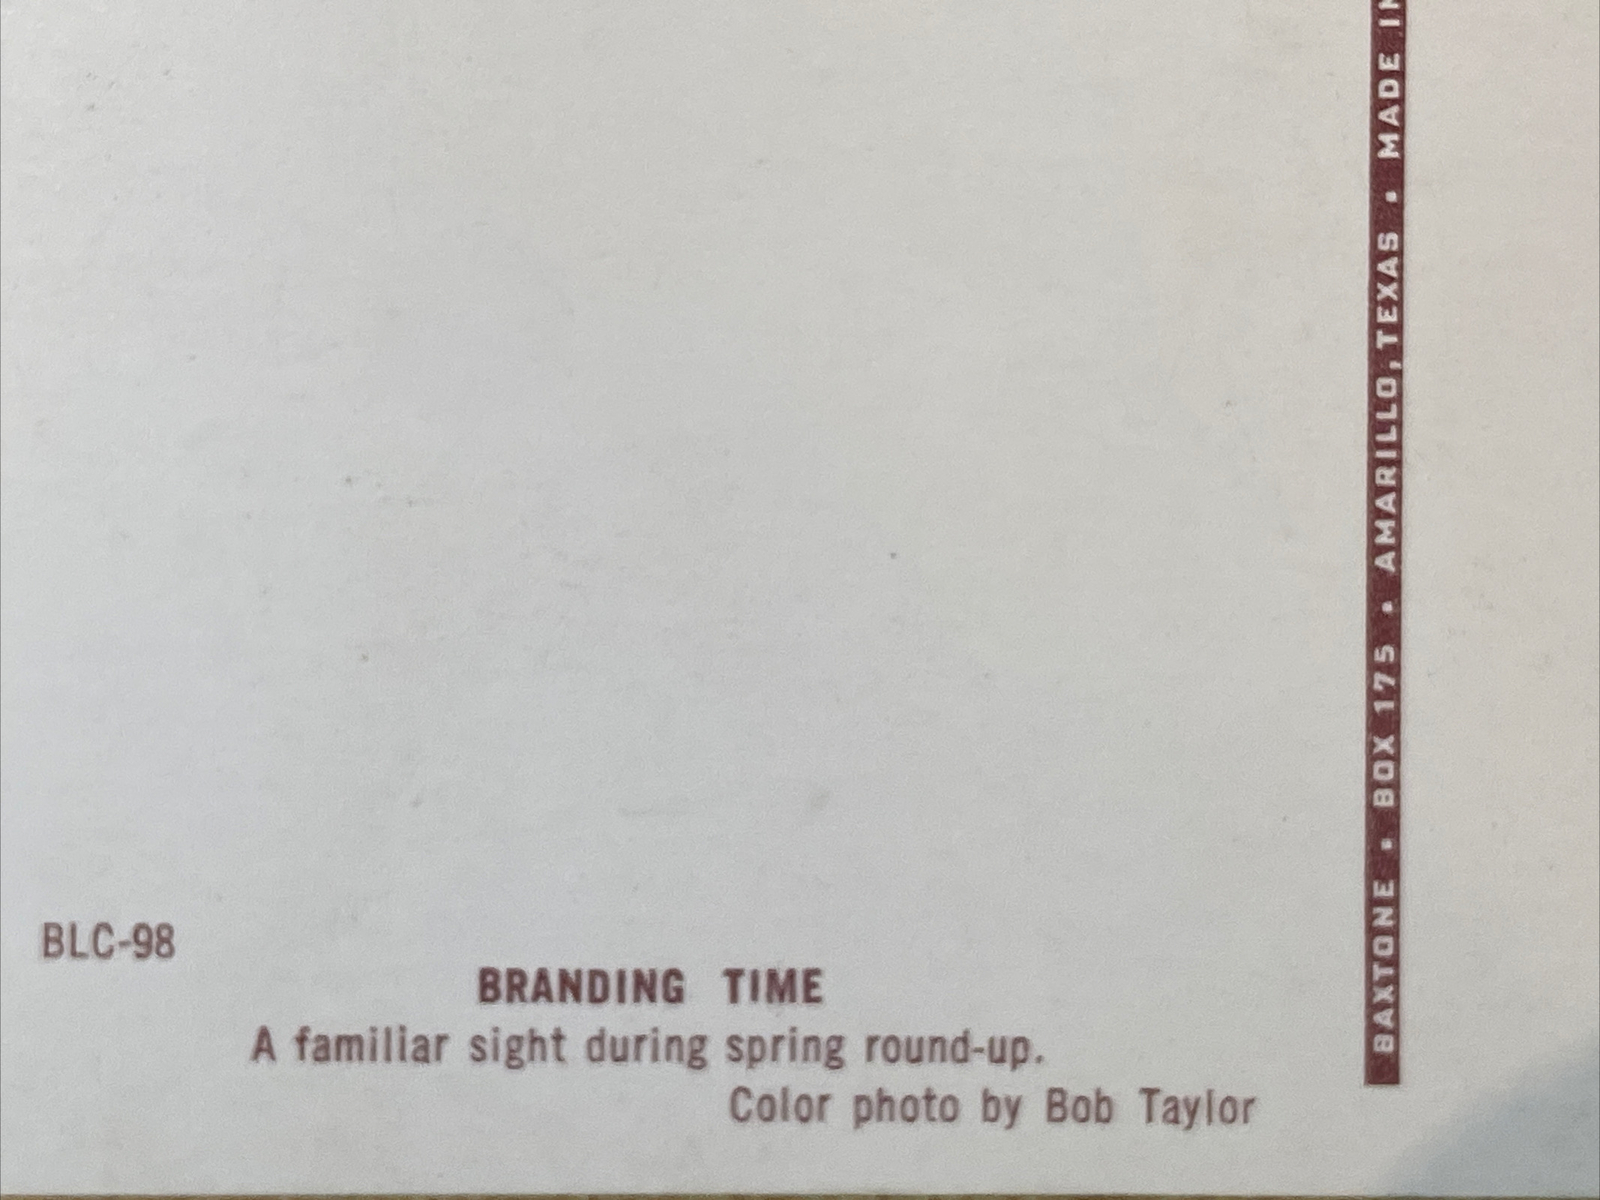 BLC-98
BRANDING TIME
A familiar sight during spring round-up.
Color photo by Bob Taylor
BAXTONE • BOX 175 • AMARILLO, TEXAS • MADE IN